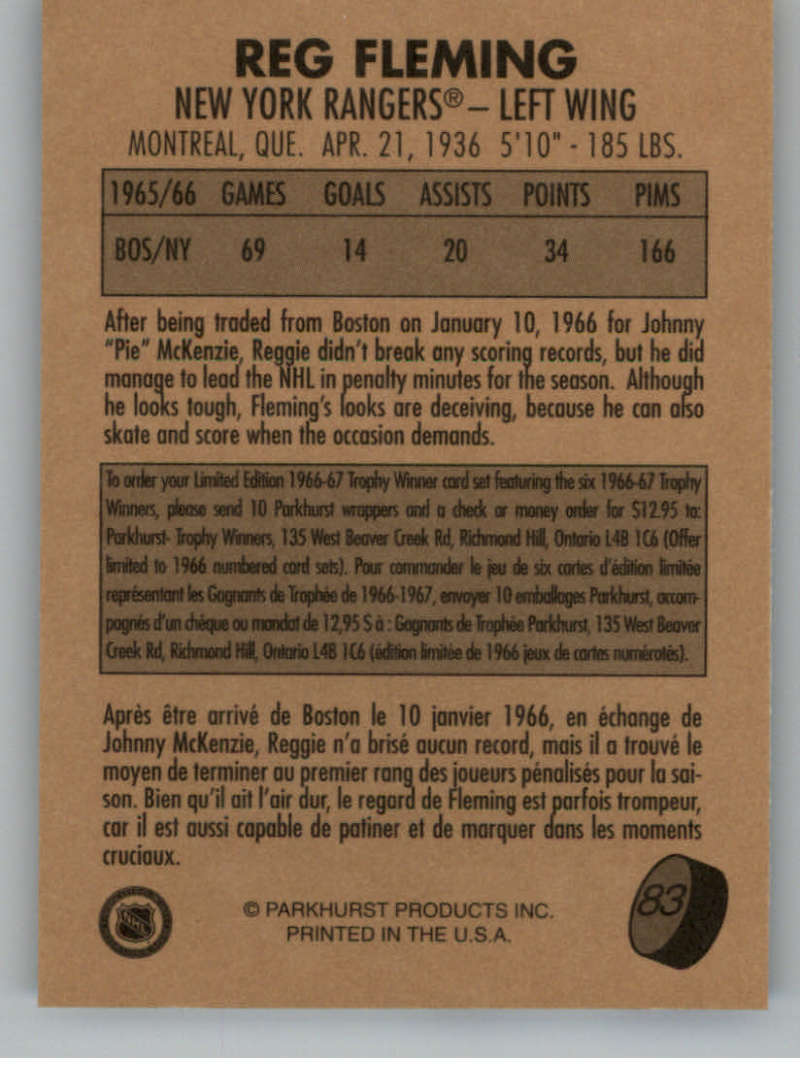 REG FLEMING
NEW YORK RANGERS® – LEFT WING
MONTREAL, QUE. APR. 21, 1936 5'10" - 185 LBS.
1965/66 GAMES GOALS ASSISTS POINTS PIMS
BOS/NY 69 14 20 34 166
After being traded from Boston on January 10, 1966 for Johnny
"Pie" McKenzie, Reggie didn't break any scoring records, but he did
manage to lead the NHL in penalty minutes for the season. Although
he looks tough, Fleming's looks are deceiving, because he can also
skate and score when the occasion demands.
To order your Limited Edition 1966-67 Trophy Winner card set featuring the six 1966-67 Trophy
Winners, please send 10 Parkhurst wrappers and a check or money order for $12.95 to:
Parkhurst- Trophy Winners, 135 West Beaver Creek Rd, Richmond Hill, Ontario L4B 1C6 (Offer
limited to 1966 numbered card sets). Pour commander le jeu de six cartes d'édition limitée
représentant les Gagnants de Trophée de 1966-1967, envoyer 10 emballages Parkhurst, accom-
pagnés d'un chèque ou mandat de 12,95 $ à : Gagnants de Trophée Parkhurst, 135 West Beaver
Creek Rd, Richmond Hill, Ontario L4B 1C6 (édition limitée de 1966 jeux de cartes numérotés).
Après être arrivé de Boston le 10 janvier 1966, en échange de
Johnny McKenzie, Reggie n'a brisé aucun record, mais il a trouvé le
moyen de terminer au premier rang des joueurs pénalisés pour la sai-
son. Bien qu'il ait l'air dur, le regard de Fleming est parfois trompeur,
car il est aussi capable de patiner et de marquer dans les moments
cruciaux.
83
NHL
© PARKHURST PRODUCTS INC.
PRINTED IN THE U.S.A.